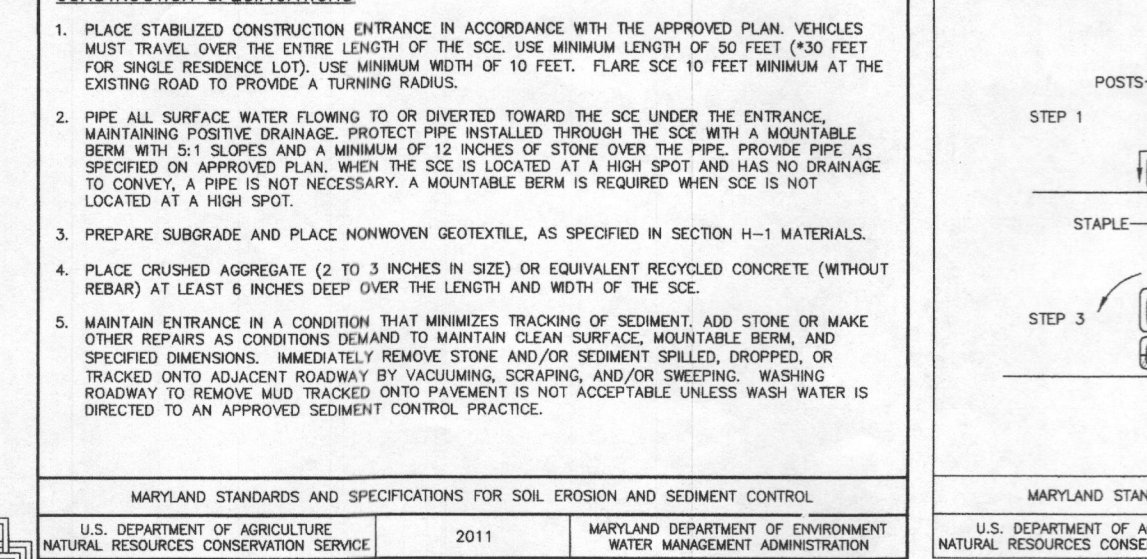 1. PLACE STABILIZED CONSTRUCTION ENTRANCE IN ACCORDANCE WITH THE APPROVED PLAN. VEHICLES
MUST TRAVEL OVER THE ENTIRE LENGTH OF THE SCE. USE MINIMUM LENGTH OF 50 FEET (*30 FEET
FOR SINGLE RESIDENCE LOT). USE MINIMUM WIDTH OF 10 FEET. FLARE SCE 10 FEET MINIMUM AT THE
EXISTING ROAD TO PROVIDE A TURNING RADIUS.
2. PIPE ALL SURFACE WATER FLOWING TO OR DIVERTED TOWARD THE SCE UNDER THE ENTRANCE,
MAINTAINING POSITIVE DRAINAGE. PROTECT PIPE INSTALLED THROUGH THE SCE WITH A MOUNTABLE
BERM WITH 5:1 SLOPES AND A MINIMUM OF 12 INCHES OF STONE OVER THE PIPE. PROVIDE PIPE AS
SPECIFIED ON APPROVED PLAN. WHEN THE SCE IS LOCATED AT A HIGH SPOT AND HAS NO DRAINAGE
TO CONVEY, A PIPE IS NOT NECESSARY. A MOUNTABLE BERM IS REQUIRED WHEN SCE IS NOT
LOCATED AT A HIGH SPOT.
3. PREPARE SUBGRADE AND PLACE NONWOVEN GEOTEXTILE, AS SPECIFIED IN SECTION H-1 MATERIALS.
4. PLACE CRUSHED AGGREGATE (2 TO 3 INCHES IN SIZE) OR EQUIVALENT RECYCLED CONCRETE (WITHOUT
REBAR) AT LEAST 6 INCHES DEEP OVER THE LENGTH AND WIDTH OF THE SCE.
5. MAINTAIN ENTRANCE IN A CONDITION THAT MINIMIZES TRACKING OF SEDIMENT. ADD STONE OR MAKE
OTHER REPAIRS AS CONDITIONS DEMAND TO MAINTAIN CLEAN SURFACE, MOUNTABLE BERM, AND
SPECIFIED DIMENSIONS. IMMEDIATELY REMOVE STONE AND/OR SEDIMENT SPILLED, DROPPED, OR
TRACKED ONTO ADJACENT ROADWAY BY VACUUMING, SCRAPING, AND/OR SWEEPING. WASHING
ROADWAY TO REMOVE MUD TRACKED ONTO PAVEMENT IS NOT ACCEPTABLE UNLESS WASH WATER IS
DIRECTED TO AN APPROVED SEDIMENT CONTROL PRACTICE.
MARYLAND STANDARDS AND SPECIFICATIONS FOR SOIL EROSION AND SEDIMENT CONTROL
U.S. DEPARTMENT OF AGRICULTURE
NATURAL RESOURCES CONSERVATION SERVICE
2011
MARYLAND DEPARTMENT OF ENVIRONMENT
WATER MANAGEMENT ADMINISTRATION
POSTS
STEP 1
STAPLE
STEP 3
MARYLAND STAN
U.S. DEPARTMENT OF A
NATURAL RESOURCES CONSE